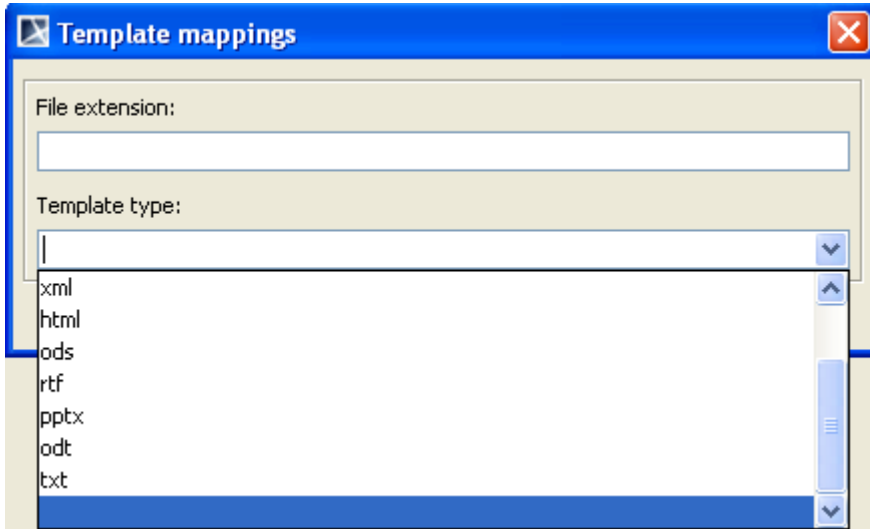 Template mappings
File extension:
Template type:
xml
html
ods
rtf
pptx
odt
txt